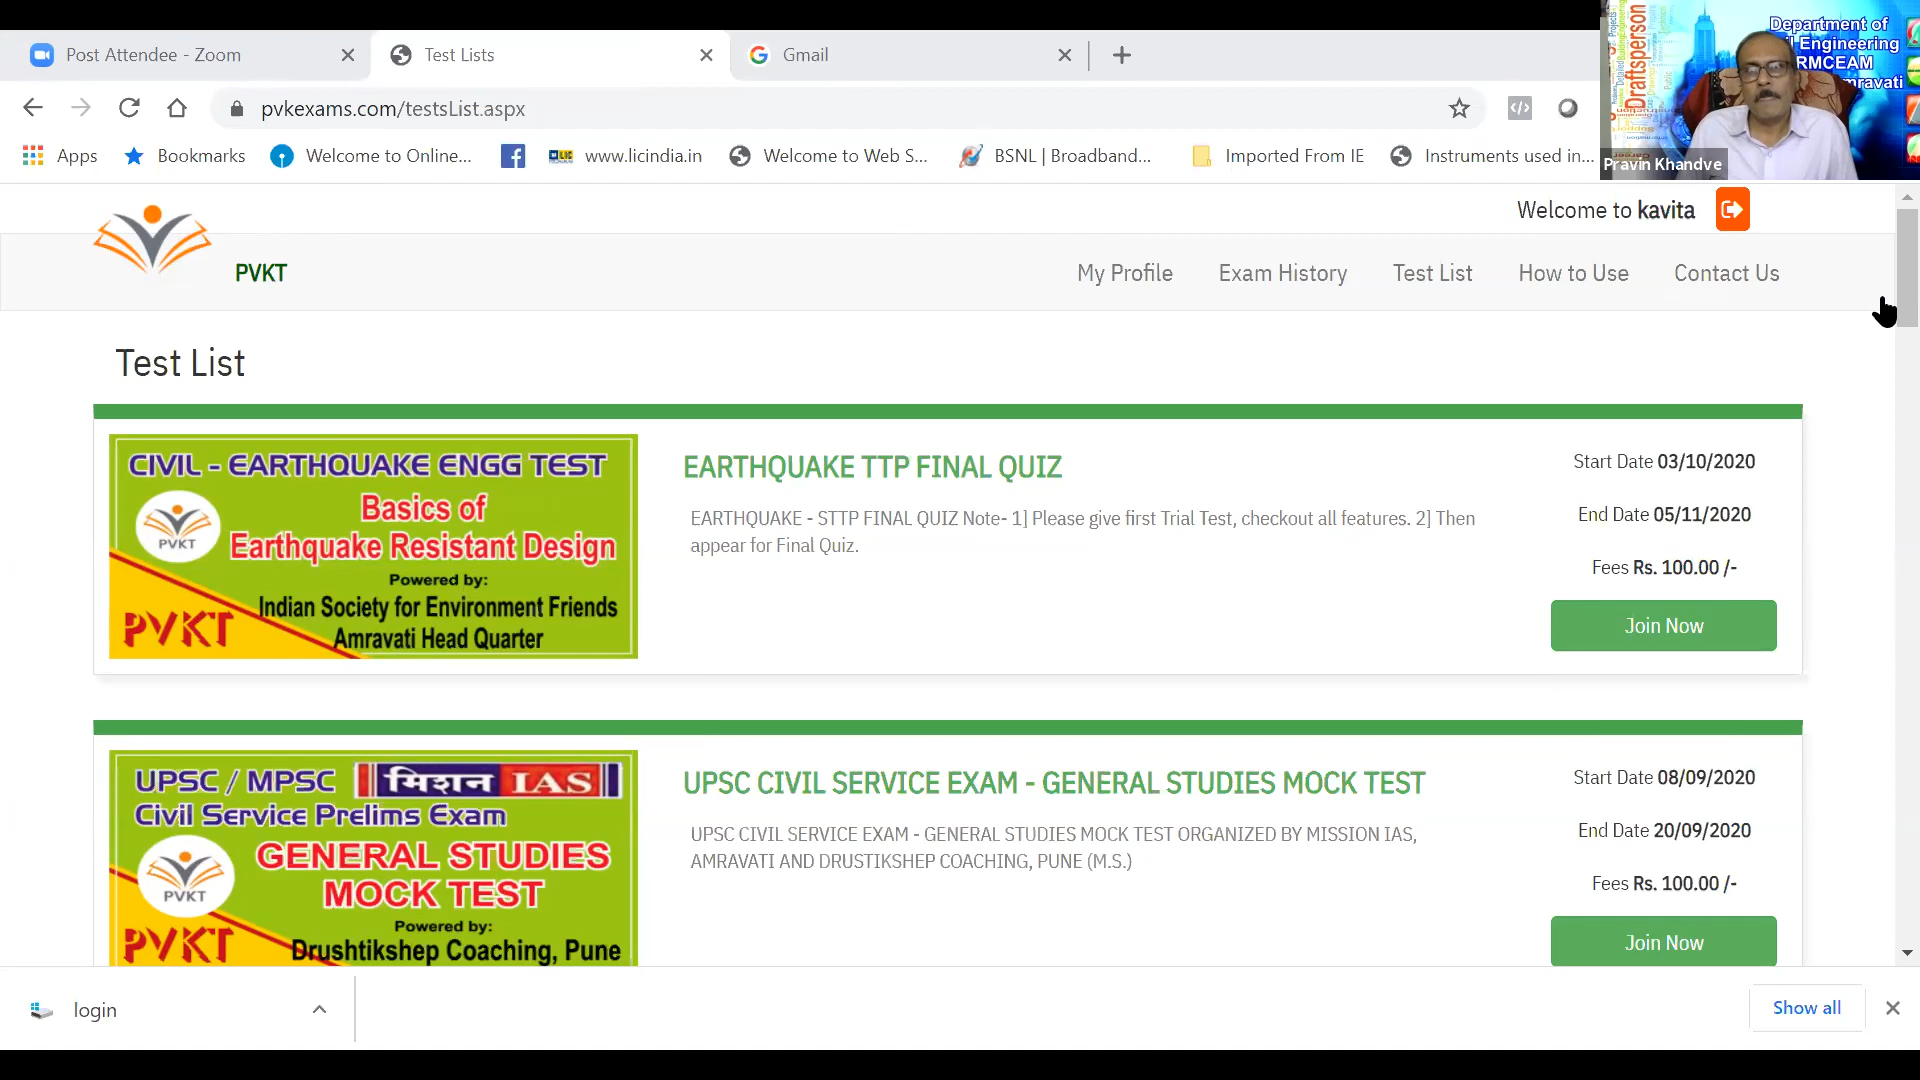 Post Attendee - Zoom
Test Lists
Gmail
pvkexams.com/testsList.aspx
Apps
Bookmarks
Welcome to Online...
LIC
www.licindia.in
Welcome to Web S...
BSNL | Broadband...
Imported From IE
Instruments used in...
Draftsperson
Department of
Engineering
RMCEAM
mravati
Pravin Khandve
Welcome to kavita
PVKT
My Profile
Exam History
Test List
How to Use
Contact Us
Test List
CIVIL - EARTHQUAKE ENGG TEST
Basics of
Earthquake Resistant Design
PVKT
Powered by:
Indian Society for Environment Friends
Amravati Head Quarter
PVKT
EARTHQUAKE TTP FINAL QUIZ
EARTHQUAKE - STTP FINAL QUIZ Note- 1] Please give first Trial Test, checkout all features. 2] Then
appear for Final Quiz.
Start Date 03/10/2020
End Date 05/11/2020
Fees Rs. 100.00 /-
Join Now
UPSC / MPSC मिशन IAS
Civil Service Prelims Exam
GENERAL STUDIES
MOCK TEST
PVKT
Powered by:
Drushtikshep Coaching, Pune
PVKT
UPSC CIVIL SERVICE EXAM - GENERAL STUDIES MOCK TEST
UPSC CIVIL SERVICE EXAM - GENERAL STUDIES MOCK TEST ORGANIZED BY MISSION IAS,
AMRAVATI AND DRUSTIKSHEP COACHING, PUNE (M.S.)
Start Date 08/09/2020
End Date 20/09/2020
Fees Rs. 100.00 /-
Join Now
login
Show all